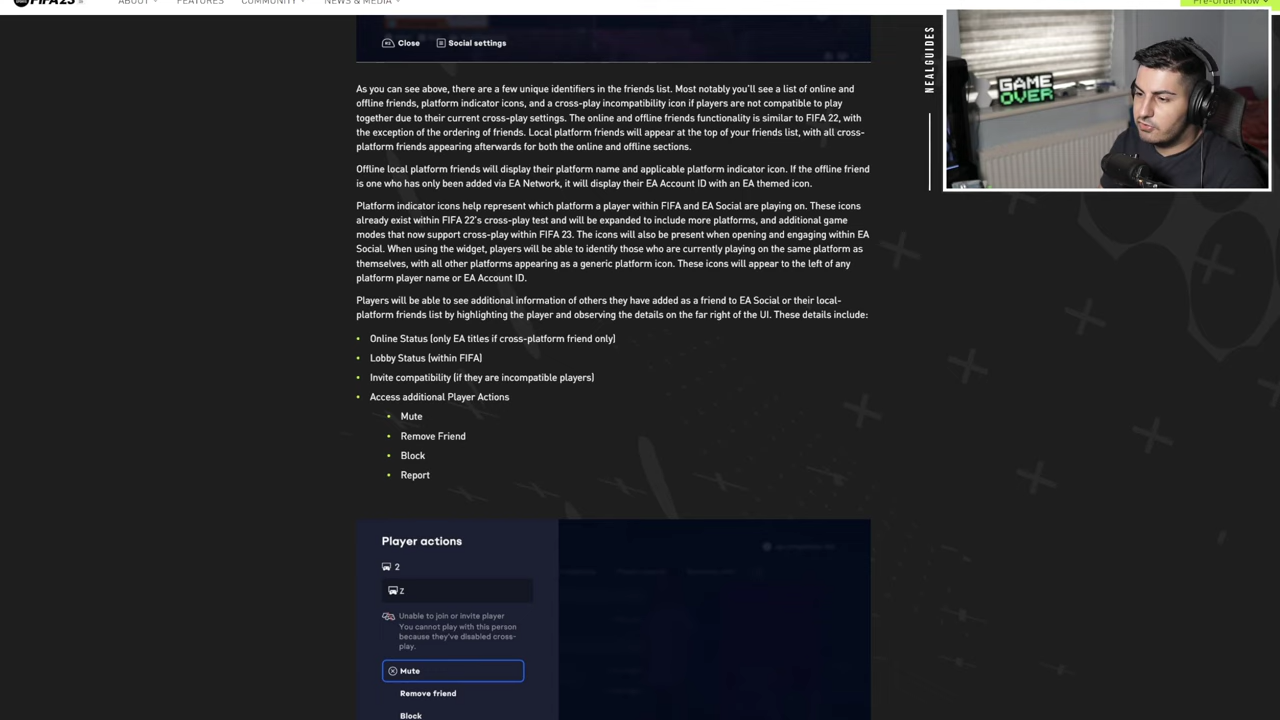 FIFA 23
ABOUT
FEATURES
COMMUNITY
NEWS & MEDIA
Pre-Order Now
Close
Social settings
NEALGUIDES
GAME
OVER
As you can see above, there are a few unique identifiers in the friends list. Most notably you'll see a list of online and
offline friends, platform indicator icons, and a cross-play incompatibility icon if players are not compatible to play
together due to their current cross-play settings. The online and offline friends functionality is similar to FIFA 22, with
the exception of the ordering of friends. Local platform friends will appear at the top of your friends list, with all cross-
platform friends appearing afterwards for both the online and offline sections.
Offline local platform friends will display their platform name and applicable platform indicator icon. If the offline friend
is one who has only been added via EA Network, it will display their EA Account ID with an EA themed icon.
Platform indicator icons help represent which platform a player within FIFA and EA Social are playing on. These icons
already exist within FIFA 22's cross-play test and will be expanded to include more platforms, and additional game
modes that now support cross-play within FIFA 23. The icons will also be present when opening and engaging within EA
Social. When using the widget, players will be able to identify those who are currently playing on the same platform as
themselves, with all other platforms appearing as a generic platform icon. These icons will appear to the left of any
platform player name or EA Account ID.
Players will be able to see additional information of others they have added as a friend to EA Social or their local-
platform friends list by highlighting the player and observing the details on the far right of the UI. These details include:
• Online Status (only EA titles if cross-platform friend only)
• Lobby Status (within FIFA)
• Invite compatibility (if they are incompatible players)
• Access additional Player Actions
• Mute
• Remove Friend
• Block
• Report
Player actions
2
Z
Unable to join or invite player
You cannot play with this person
because they've disabled cross-
play.
Mute
Remove friend
Block